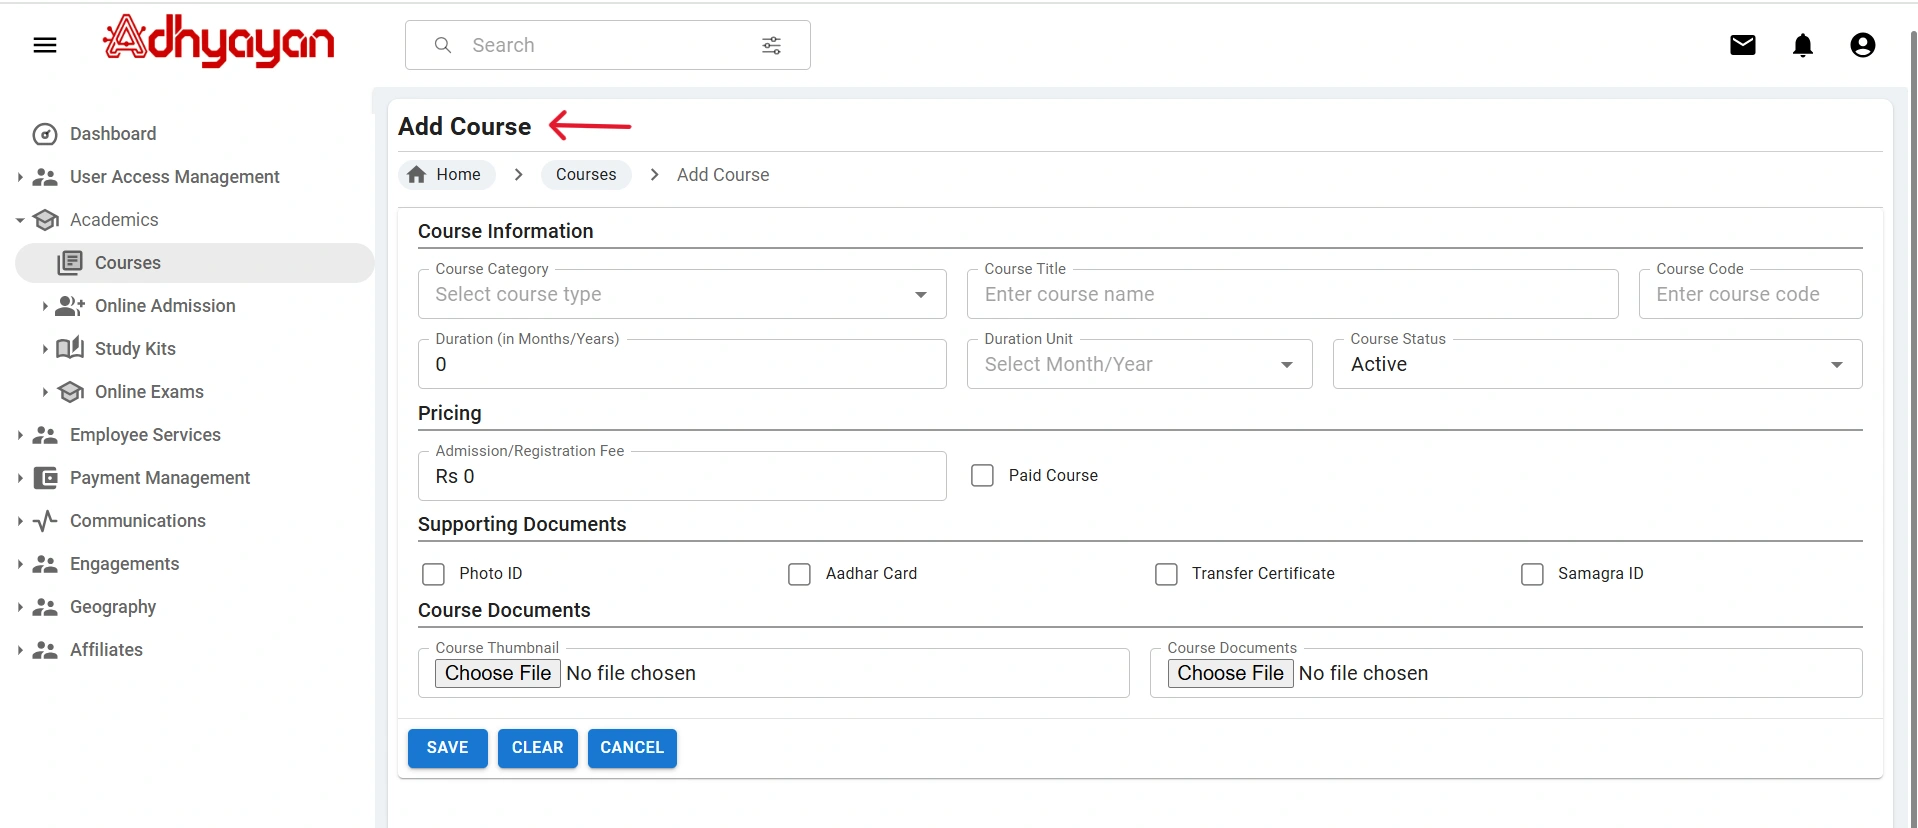 Adhyayan
Search
Dashboard
User Access Management
Academics
Courses
Online Admission
Study Kits
Online Exams
Employee Services
Payment Management
Communications
Engagements
Geography
Affiliates
Add Course
Home > Courses > Add Course
Course Information
Course Category Course Title Course Code
Select course type Enter course name Enter course code
Duration (in Months/Years) Duration Unit Course Status
0 Select Month/Year Active
Pricing
Admission/Registration Fee
Rs 0 Paid Course
Supporting Documents
Photo ID Aadhar Card Transfer Certificate Samagra ID
Course Documents
Course Thumbnail Course Documents
Choose File No file chosen Choose File No file chosen
SAVE CLEAR CANCEL